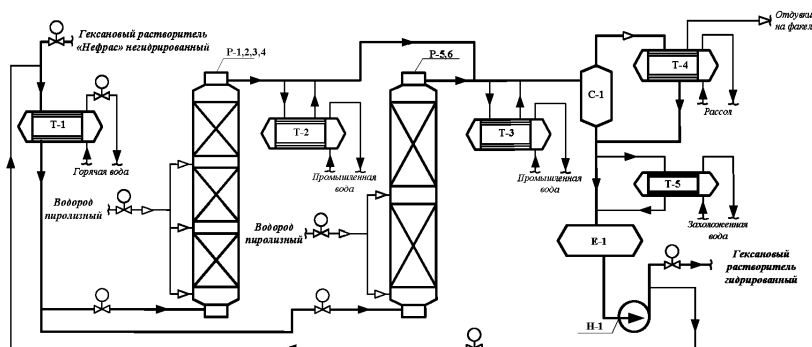 Гексановый растворитель
«Нефрас» негидрированный
Р-1,2,3,4
Р-5,6
Отдувки
на факел
Т-4
С-1
Рассол
Т-1
Т-2
Т-3
Горячая вода
Промышленная
вода
Промышленная
вода
Т-5
Захоложенная
вода
Водород
пиролизный
Водород
пиролизный
Е-1
Гексановый
растворитель
гидрированный
Н-1